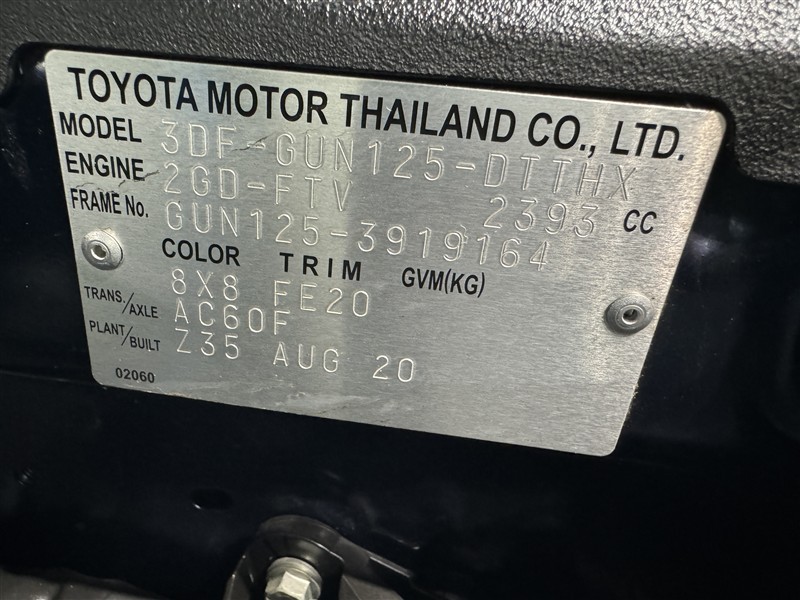 TOYOTA MOTOR THAILAND CO., LTD.
MODEL 3DF-GUN125-DTTHX
ENGINE 2GD-FTV 2393 CC
FRAME No. GUN125-3919164
COLOR TRIM GVM(KG)
8X8 FE20
TRANS./AXLE AC60F
PLANT/BUILT Z35 AUG 20
02060